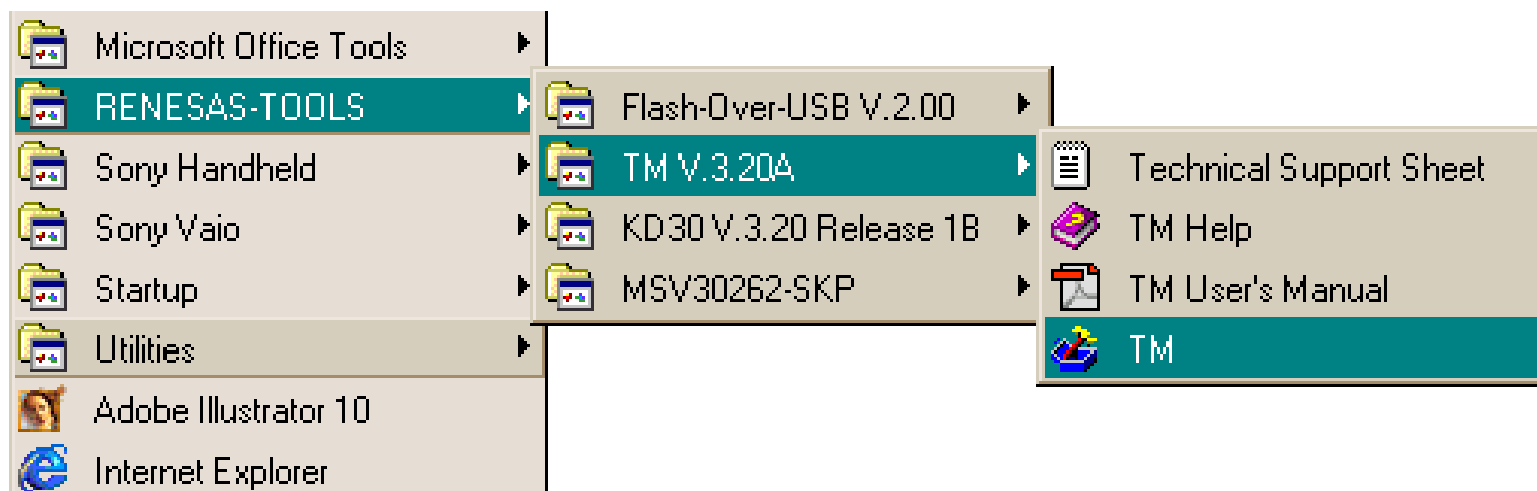 Microsoft Office Tools
RENESAS-TOOLS
Sony Handheld
Sony Vaio
Startup
Utilities
Adobe Illustrator 10
Internet Explorer
Flash-Over-USB V.2.00
TM V.3.20A
KD30 V.3.20 Release 1B
MSV30262-SKP
Technical Support Sheet
TM Help
TM User's Manual
TM